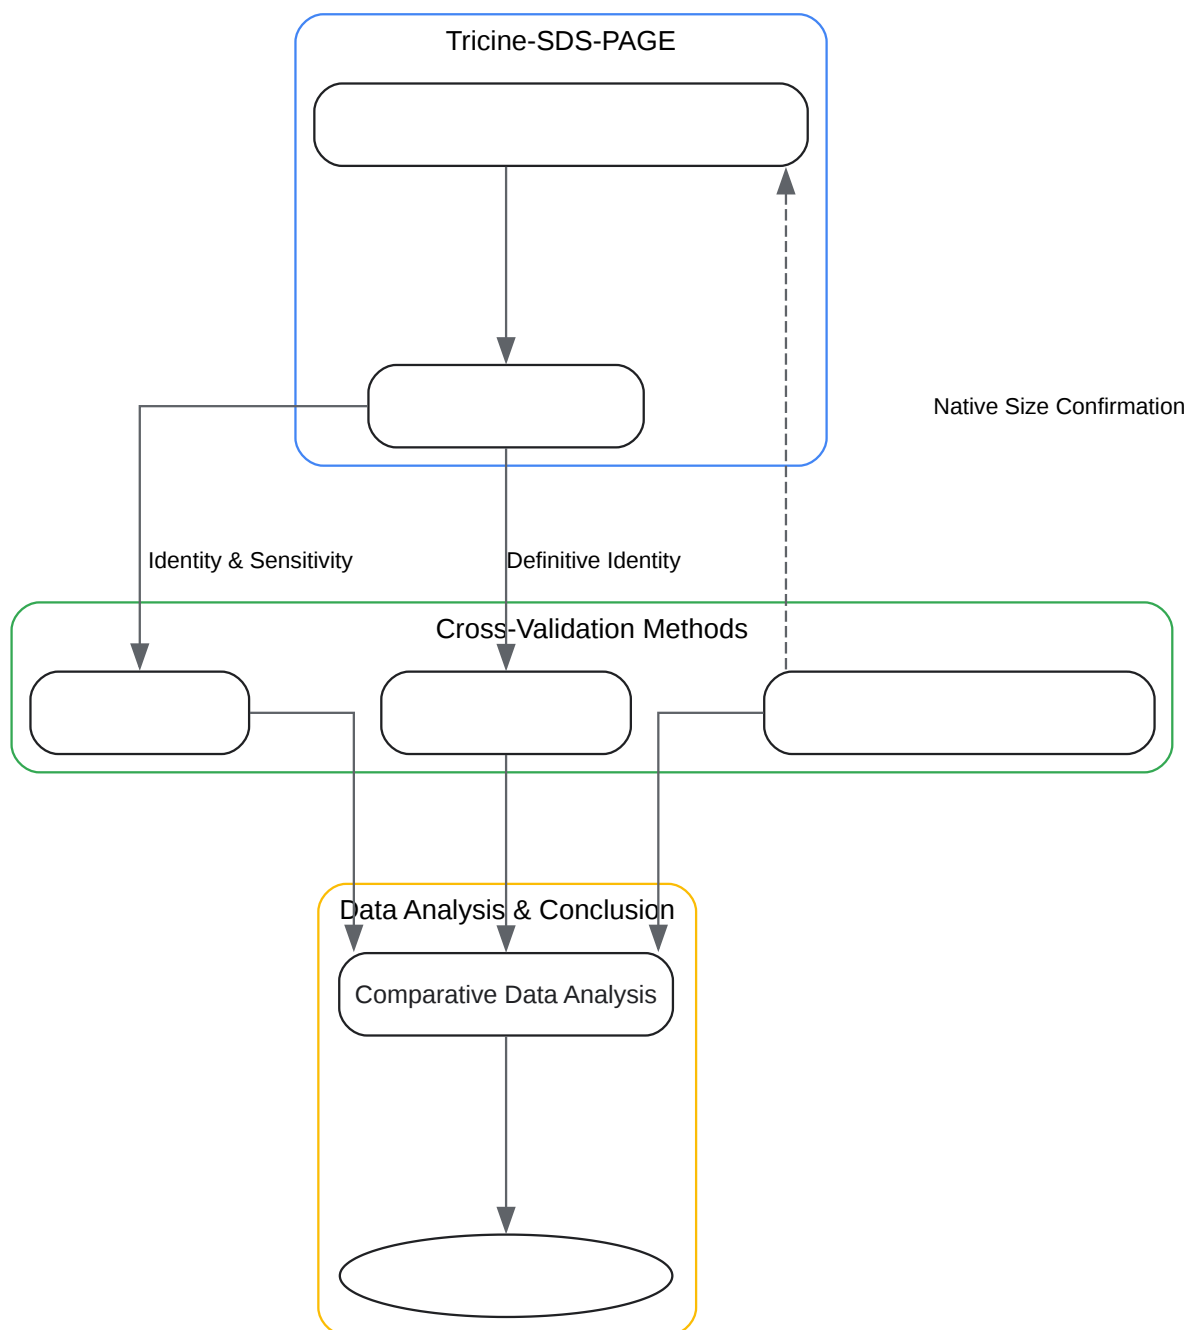 Tricine-SDS-PAGE
Native Size Confirmation
Identity & Sensitivity
Definitive Identity
Cross-Validation Methods
Data Analysis & Conclusion
Comparative Data Analysis